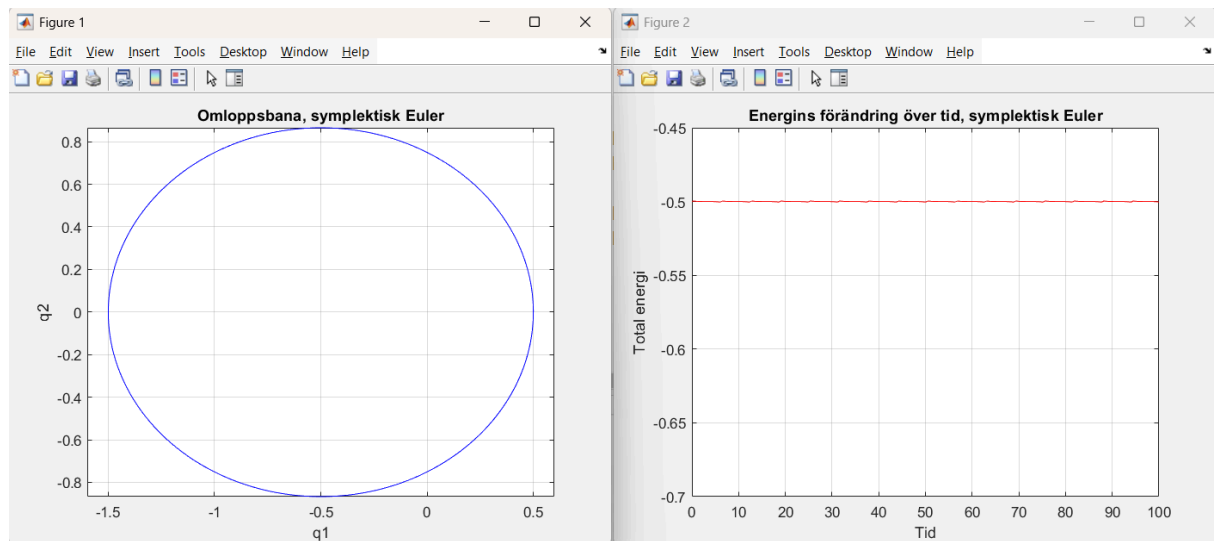 Figure 1
File Edit View Insert Tools Desktop Window Help
Omloppsbana, symplektisk Euler
0.8
0.6
0.4
0.2
0
-0.2
-0.4
-0.6
-0.8
q2
-1.5 -1 -0.5 0 0.5
q1
Figure 2
File Edit View Insert Tools Desktop Window Help
Energins förändring över tid, symplektisk Euler
-0.45
-0.5
-0.55
-0.6
-0.65
-0.7
Total energi
0 10 20 30 40 50 60 70 80 90 100
Tid